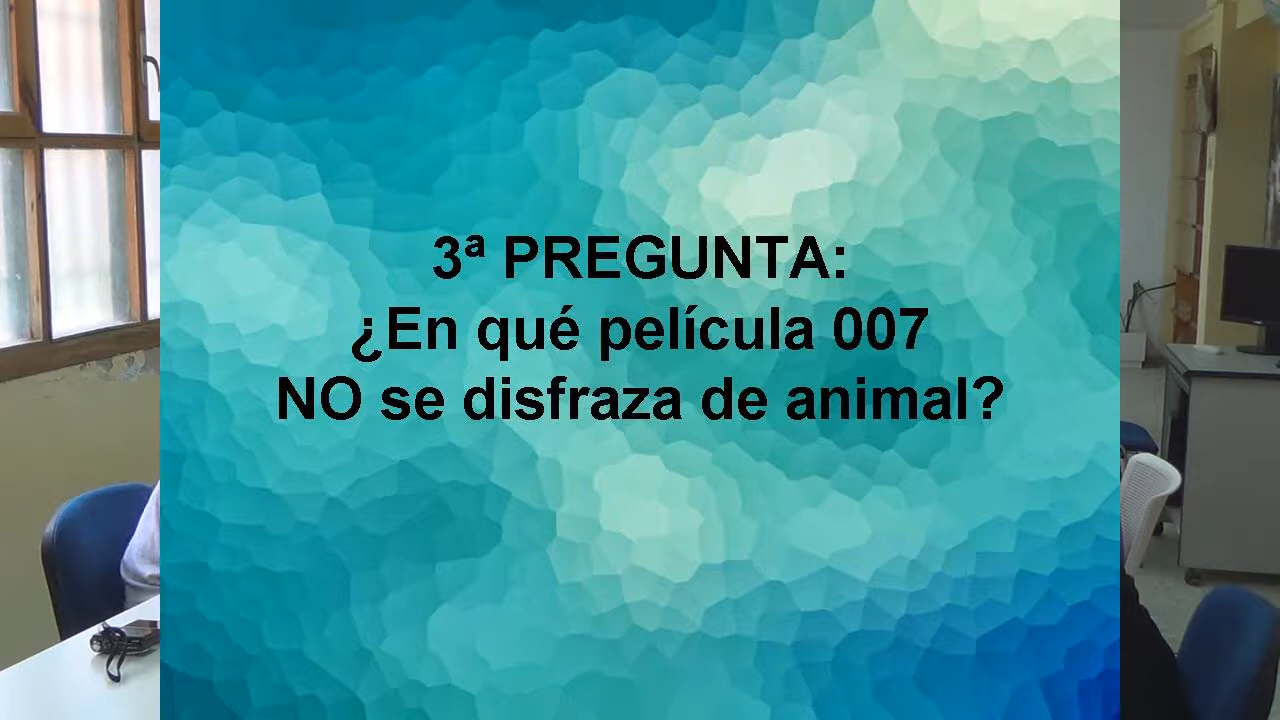 3ª PREGUNTA:
¿En qué película 007
NO se disfraza de animal?